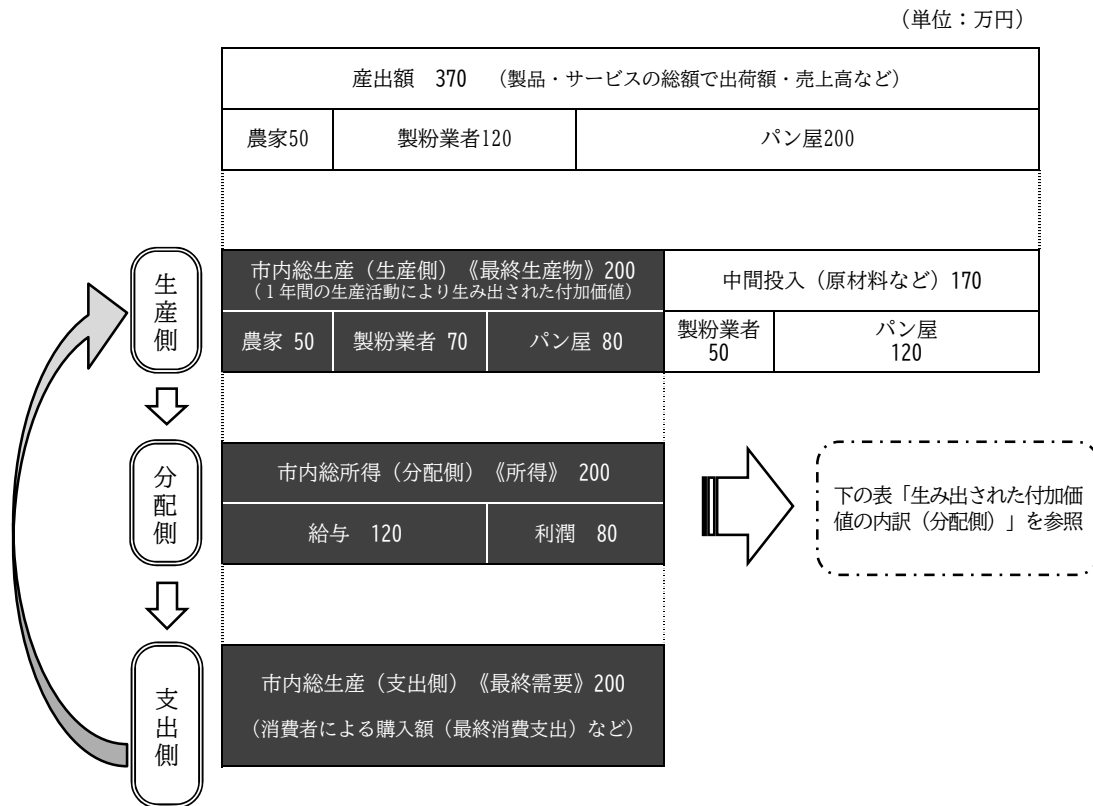 （単位：万円）
産出額　370　（製品・サービスの総額で出荷額・売上高など）
農家50
製粉業者120
パン屋200
生産側
市内総生産（生産側）《最終生産物》200
（１年間の生産活動により生み出された付加価値）
中間投入（原材料など）170
農家 50
製粉業者 70
パン屋 80
製粉業者
50
パン屋
120
分配側
市内総所得（分配側）《所得》 200
給与　120
利潤　80
下の表「生み出された付加価
値の内訳（分配側）」を参照
支出側
市内総生産（支出側）《最終需要》200
（消費者による購入額（最終消費支出）など）